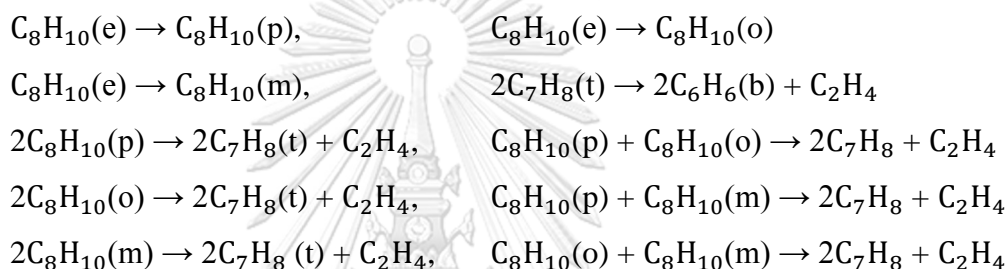 C₈H₁₀(e) → C₈H₁₀(p), C₈H₁₀(e) → C₈H₁₀(o)
C₈H₁₀(e) → C₈H₁₀(m), 2C₇H₈(t) → 2C₆H₆(b) + C₂H₄
2C₈H₁₀(p) → 2C₇H₈(t) + C₂H₄, C₈H₁₀(p) + C₈H₁₀(o) → 2C₇H₈ + C₂H₄
2C₈H₁₀(o) → 2C₇H₈(t) + C₂H₄, C₈H₁₀(p) + C₈H₁₀(m) → 2C₇H₈ + C₂H₄
2C₈H₁₀(m) → 2C₇H₈ (t) + C₂H₄, C₈H₁₀(o) + C₈H₁₀(m) → 2C₇H₈ + C₂H₄